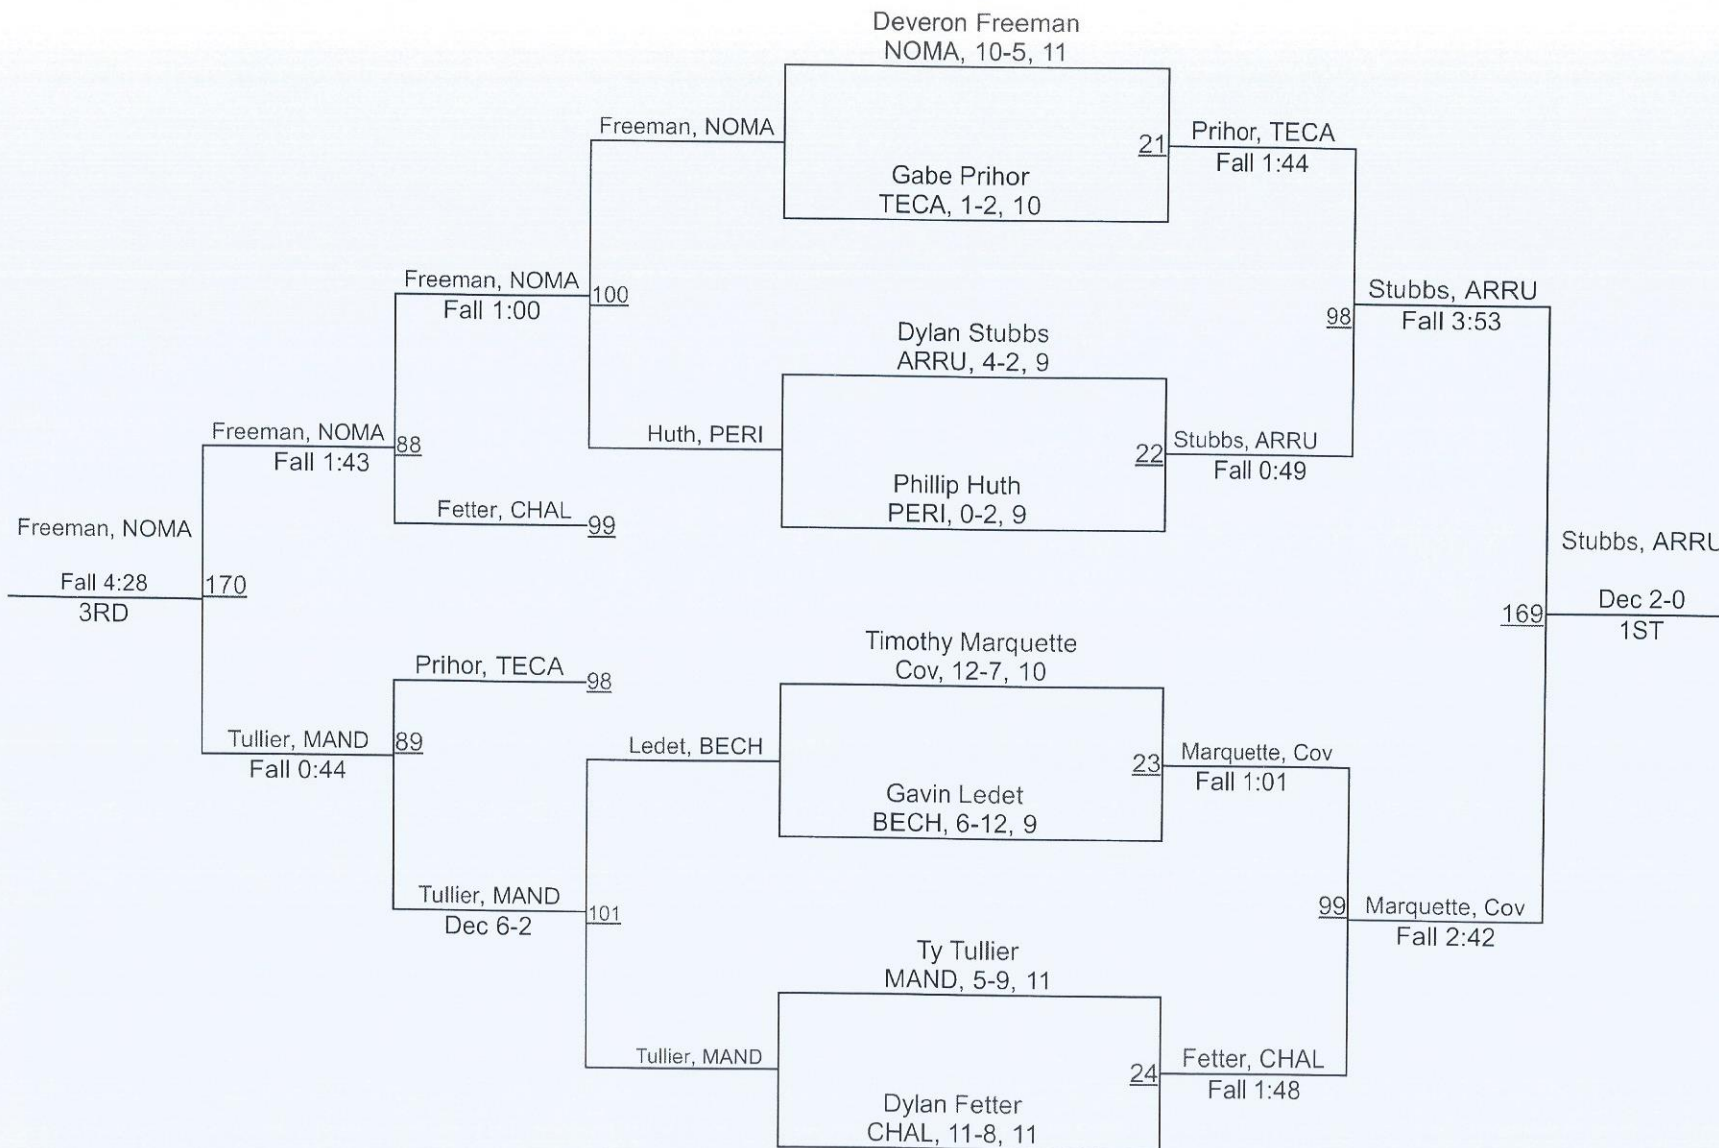 Deveron Freeman
NOMA, 10-5, 11
Freeman, NOMA
21
Prihor, TECA
Fall 1:44
Gabe Prihor
TECA, 1-2, 10
Freeman, NOMA
Fall 1:00
100
Stubbs, ARRU
Fall 3:53
98
Dylan Stubbs
ARRU, 4-2, 9
Freeman, NOMA
Fall 1:43
88
Huth, PERI
22
Stubbs, ARRU
Fall 0:49
Phillip Huth
PERI, 0-2, 9
Fetter, CHAL
99
Freeman, NOMA
Fall 4:28
3RD
170
Stubbs, ARRU
Dec 2-0
1ST
169
Timothy Marquette
Cov, 12-7, 10
Prihor, TECA
98
Tullier, MAND
Fall 0:44
89
Ledet, BECH
23
Marquette, Cov
Fall 1:01
Gavin Ledet
BECH, 6-12, 9
Tullier, MAND
Dec 6-2
101
99
Marquette, Cov
Fall 2:42
Ty Tullier
MAND, 5-9, 11
Tullier, MAND
24
Fetter, CHAL
Fall 1:48
Dylan Fetter
CHAL, 11-8, 11